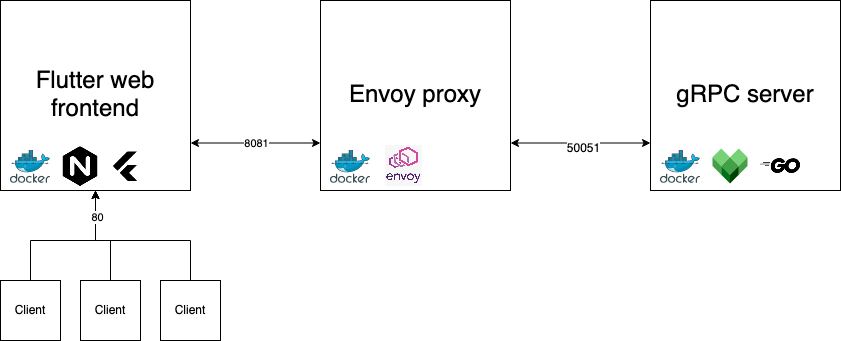 Flutter web
frontend
docker
N
8081
Envoy proxy
docker
envoy
50051
gRPC server
docker
GO
80
Client
Client
Client